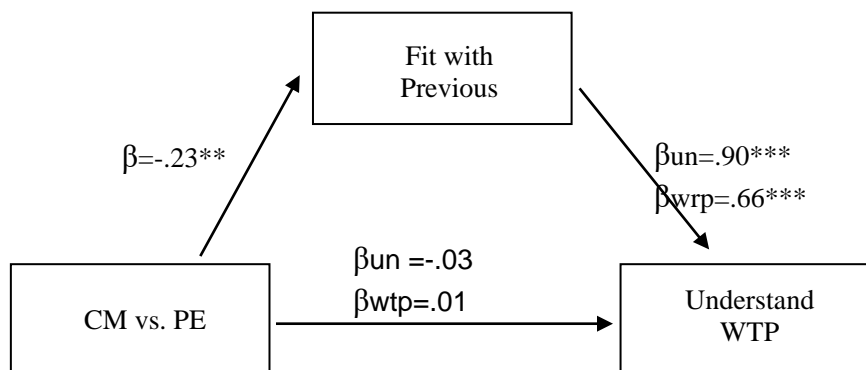 Fit with
Previous
β=-.23**
βun=.90***
βwrp=.66***
βun =-.03
βwtp=.01
CM vs. PE
Understand
WTP